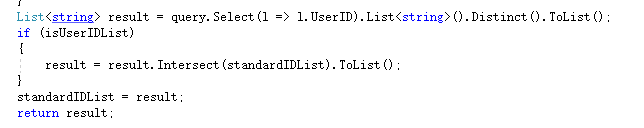 }
List<string> result = query.Select(l => l.UserID).List<string>().Distinct().ToList();
if (isUserIDList)
{
result = result.Intersect(standardIDList).ToList();
}
standardIDList = result;
return result;